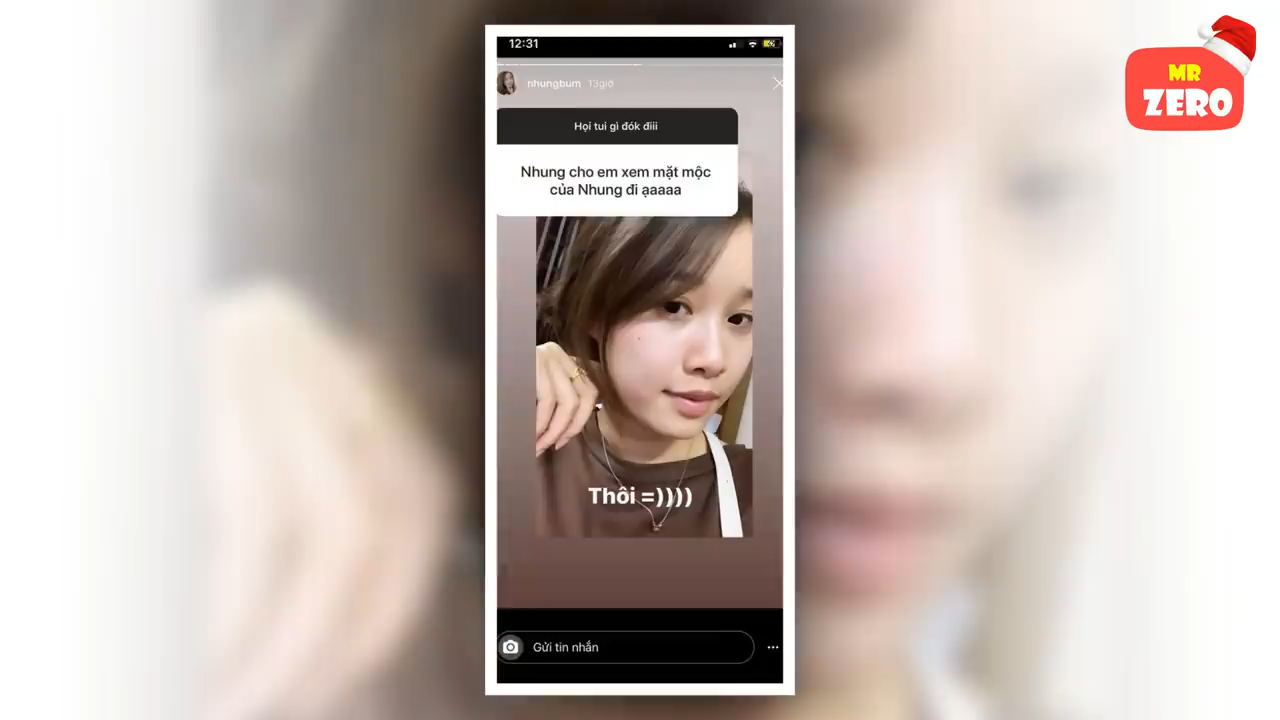 12:31
nhungbum 13giờ
Họi tui gì đók điii
Nhung cho em xem mặt mộc
của Nhung đi ạaaaa
Thôi =))))
Gửi tin nhắn
MR
ZERO